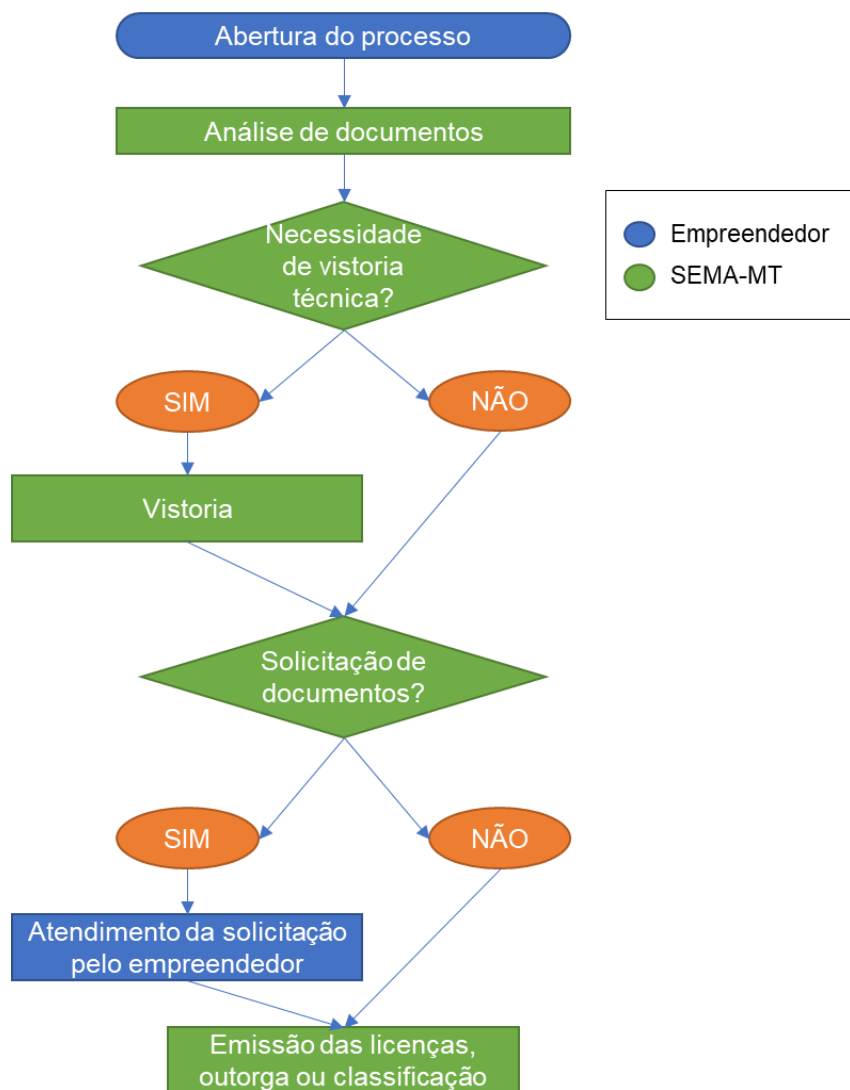 Abertura do processo
Análise de documentos
Necessidade
de vistoria
técnica?
Empreendedor
SEMA-MT
SIM
NÃO
Vistoria
Solicitação de
documentos?
SIM
NÃO
Atendimento da solicitação
pelo empreendedor
Emissão das licenças,
outorga ou classificação